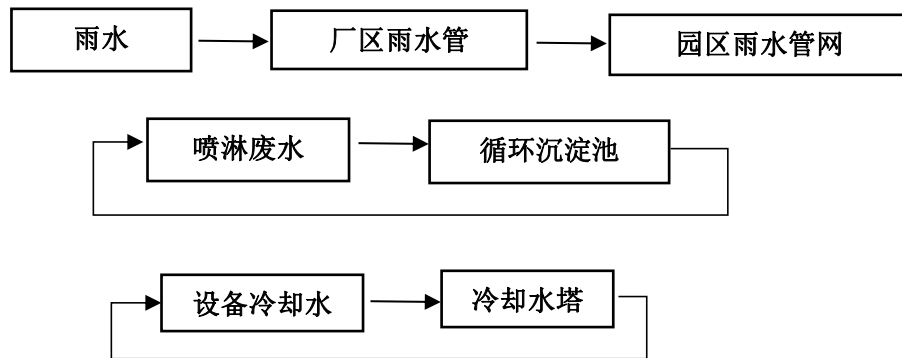 雨水
厂区雨水管
园区雨水管网
喷淋废水
循环沉淀池
设备冷却水
冷却水塔